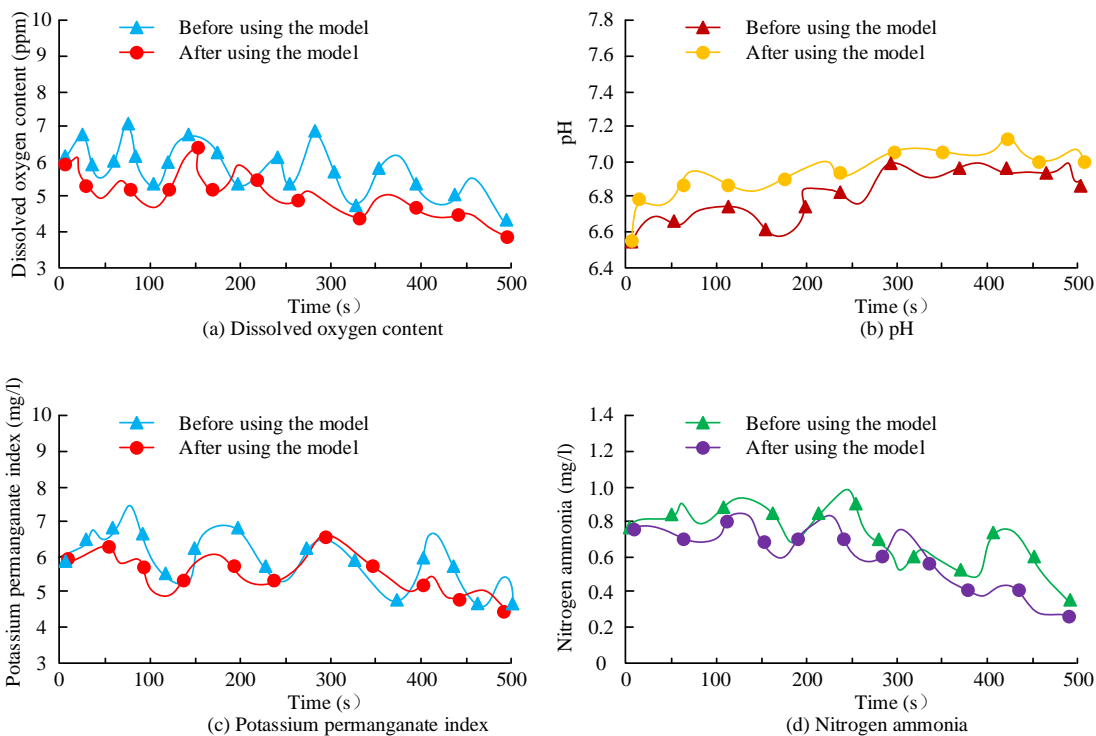 Dissolved oxygen content (ppm)
10
9
8
7
6
5
4
3
Before using the model
After using the model
0 100 200 300 400 500
Time (s）
(a) Dissolved oxygen content
pH
7.8
7.6
7.4
7.2
7.0
6.8
6.6
6.4
Before using the model
After using the model
0 100 200 300 400 500
Time (s）
(b) pH
Potassium permanganate index (mg/l)
10
9
8
7
6
5
4
3
Before using the model
After using the model
0 100 200 300 400 500
Time (s）
(c) Potassium permanganate index
Nitrogen ammonia (mg/l)
1.4
1.2
1.0
0.8
0.6
0.4
0.2
0
Before using the model
After using the model
0 100 200 300 400 500
Time (s）
(d) Nitrogen ammonia